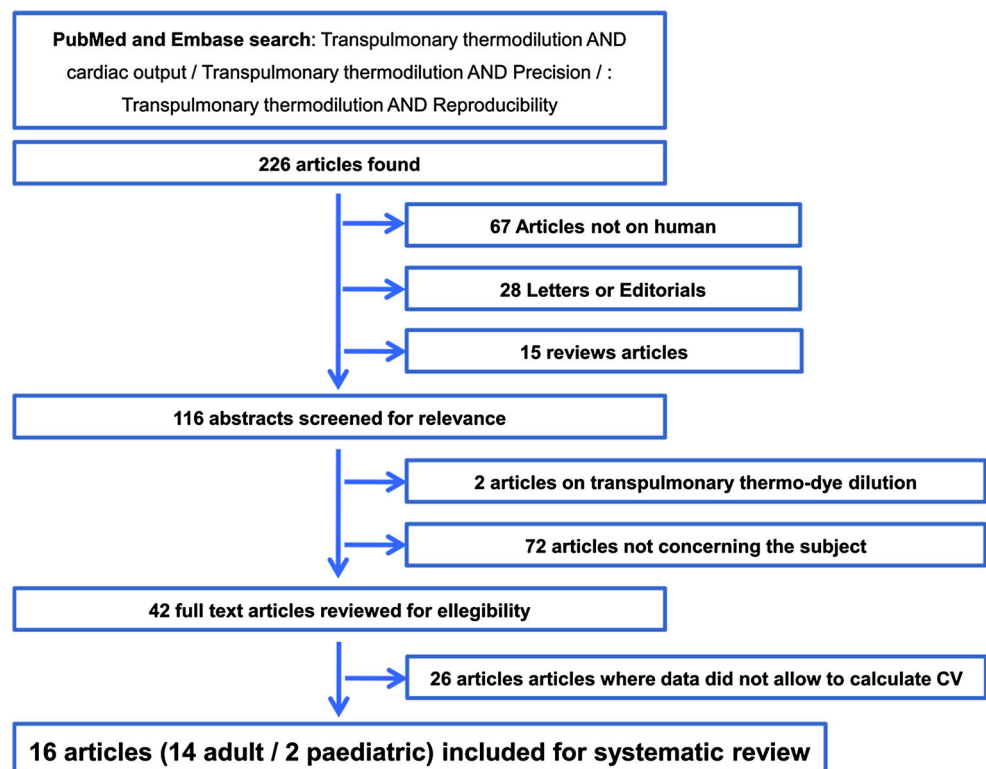 PubMed and Embase search: Transpulmonary thermodilution AND
cardiac output / Transpulmonary thermodilution AND Precision / :
Transpulmonary thermodilution AND Reproducibility
226 articles found
67 Articles not on human
28 Letters or Editorials
15 reviews articles
116 abstracts screened for relevance
2 articles on transpulmonary thermo-dye dilution
72 articles not concerning the subject
42 full text articles reviewed for ellegibility
26 articles articles where data did not allow to calculate CV
16 articles (14 adult / 2 paediatric) included for systematic review